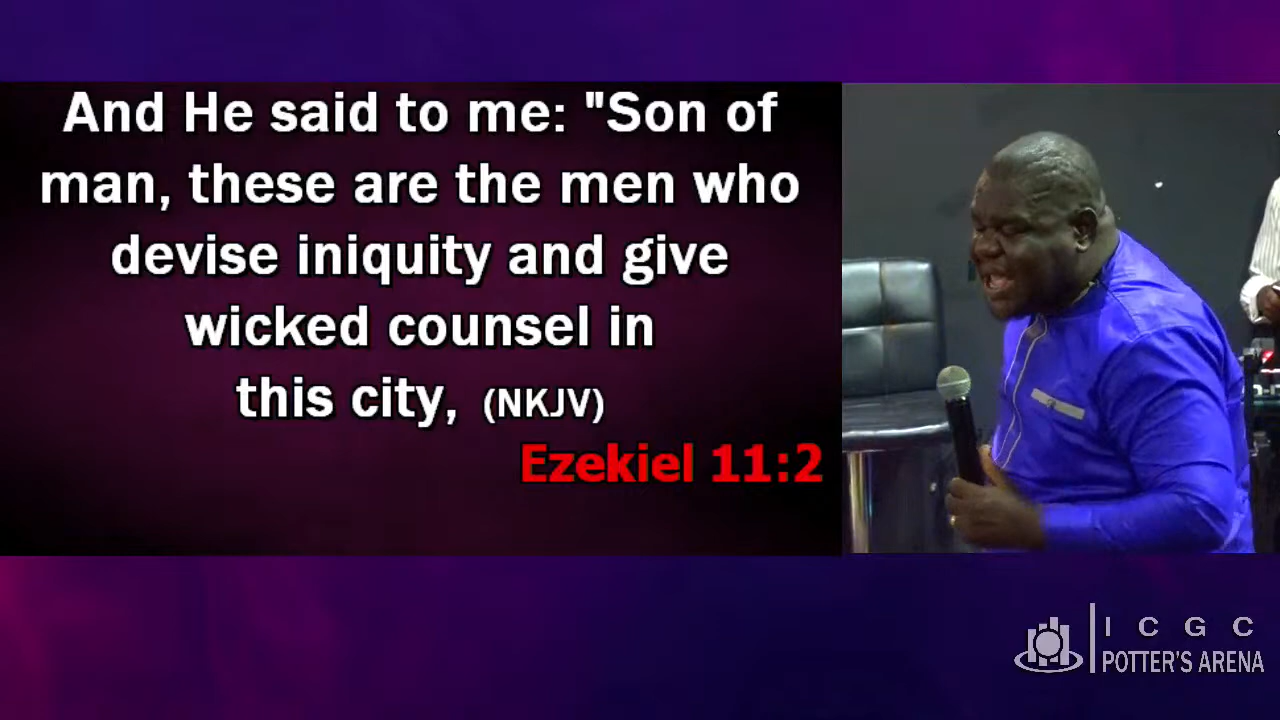 And He said to me: "Son of
man, these are the men who
devise iniquity and give
wicked counsel in
this city, (NKJV)
Ezekiel 11:2
I C G C
POTTER'S ARENA